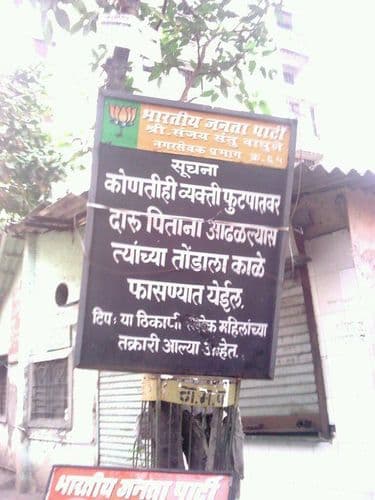 भारतीय जनता पार्टी
श्री. संजय संतु वाघुले
नगरसेवक प्रभाग क्र. ६५
सूचना
कोणतीही व्यक्ती फुटपाथवर
दारू पिताना आढळल्यास
त्यांच्या तोंडाला काळे
फासण्यात येईल.
टिप: या ठिकाणी महिलांच्या
तक्रारी आल्या आहेत.
भारतीय जनता पार्टी